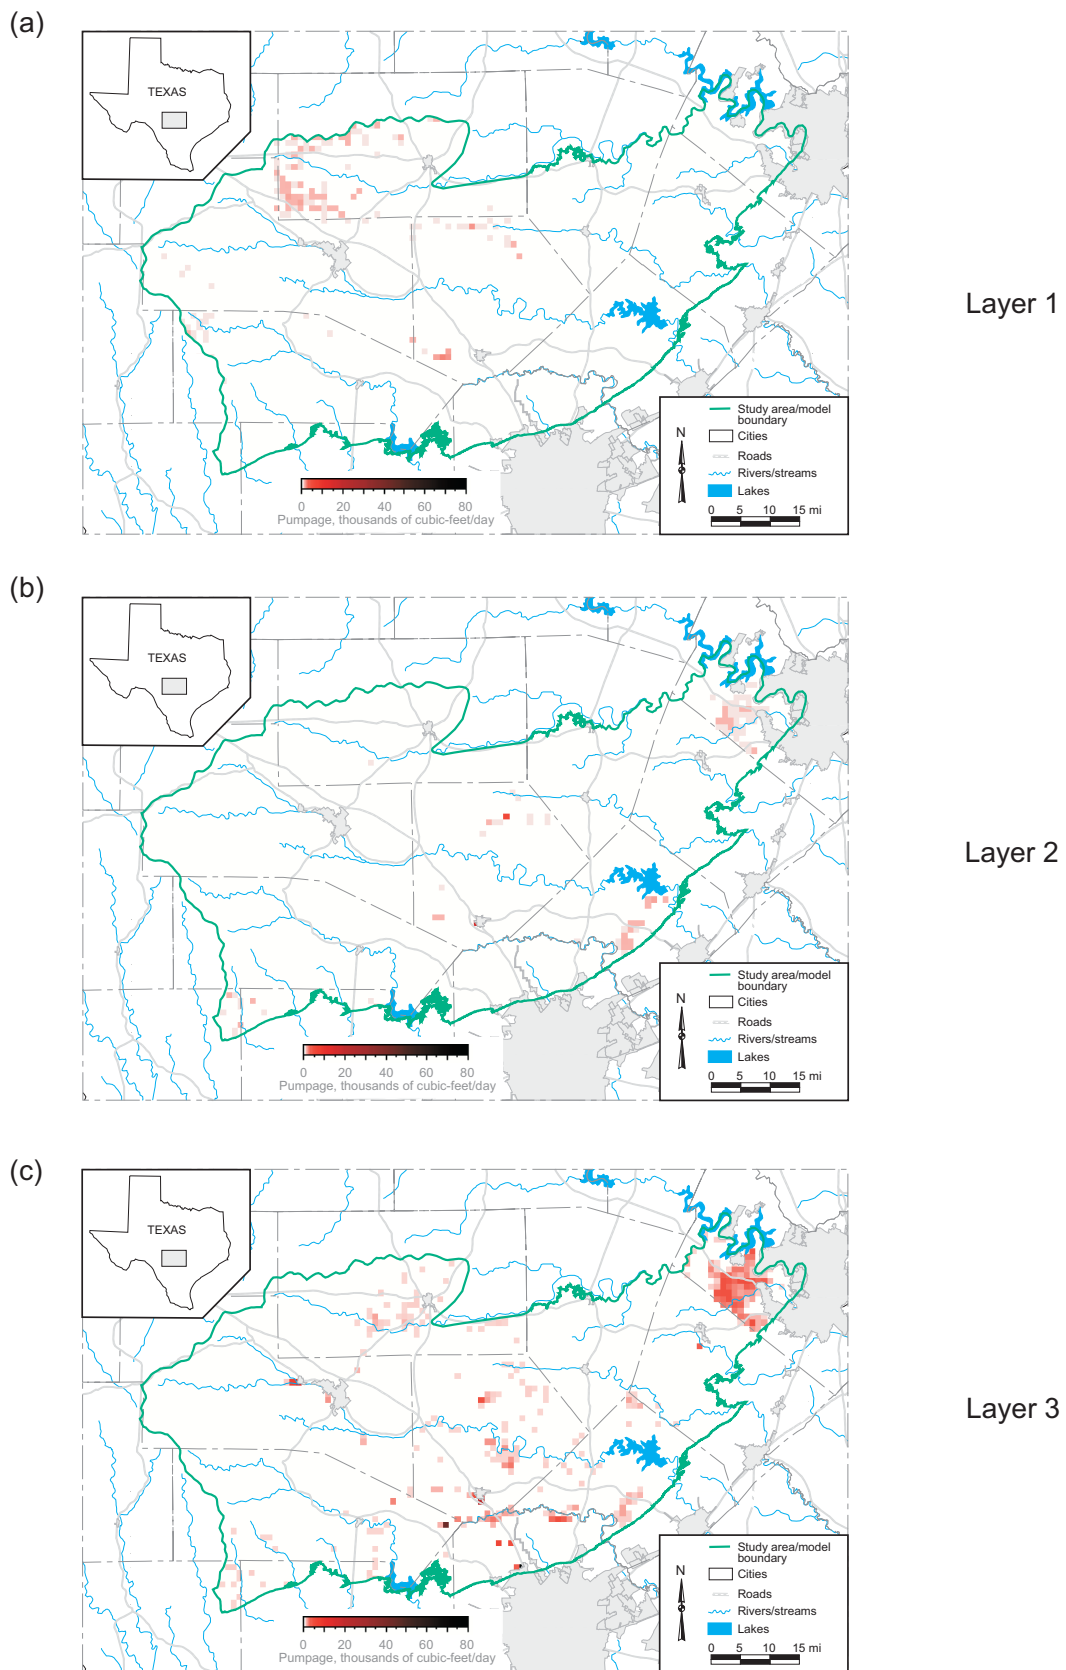 (a)
TEXAS
Layer 1
Study area/model
boundary
Cities
Roads
Rivers/streams
Lakes
N
0 5 10 15 mi
0 20 40 60 80
Pumpage, thousands of cubic-feet/day
(b)
TEXAS
Layer 2
Study area/model
boundary
Cities
Roads
Rivers/streams
Lakes
N
0 5 10 15 mi
0 20 40 60 80
Pumpage, thousands of cubic-feet/day
(c)
TEXAS
Layer 3
Study area/model
boundary
Cities
Roads
Rivers/streams
Lakes
N
0 5 10 15 mi
0 20 40 60 80
Pumpage, thousands of cubic-feet/day